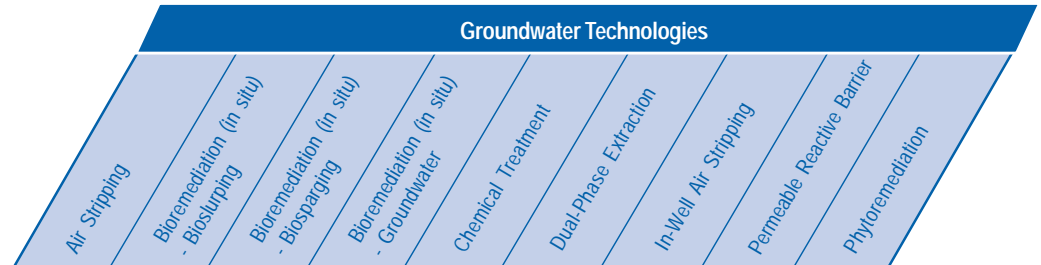 Groundwater Technologies
Air Stripping
Bioremediation (in situ)
- Bioslurping
Bioremediation (in situ)
- Biosparging
Bioremediation (in situ)
- Groundwater
Chemical Treatment
Dual-Phase Extraction
In-Well Air Stripping
Permeable Reactive Barrier
Phytoremediation